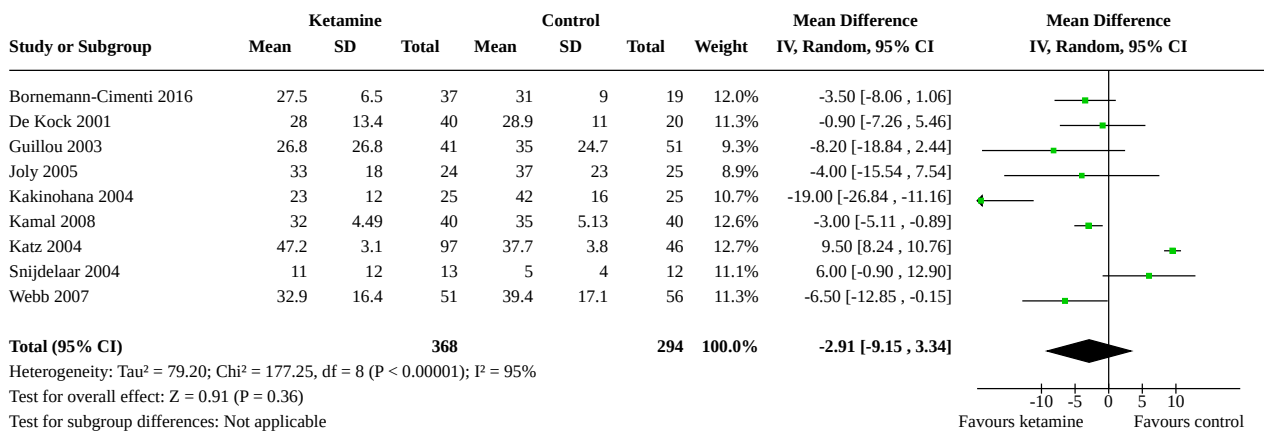 Ketamine Control Mean Difference Mean Difference
Study or Subgroup Mean SD Total Mean SD Total Weight IV, Random, 95% CI IV, Random, 95% CI
Bornemann-Cimenti 2016 27.5 6.5 37 31 9 19 12.0% -3.50 [-8.06 , 1.06]
De Kock 2001 28 13.4 40 28.9 11 20 11.3% -0.90 [-7.26 , 5.46]
Guillou 2003 26.8 26.8 41 35 24.7 51 9.3% -8.20 [-18.84 , 2.44]
Joly 2005 33 18 24 37 23 25 8.9% -4.00 [-15.54 , 7.54]
Kakinohana 2004 23 12 25 42 16 25 10.7% -19.00 [-26.84 , -11.16]
Kamal 2008 32 4.49 40 35 5.13 40 12.6% -3.00 [-5.11 , -0.89]
Katz 2004 47.2 3.1 97 37.7 3.8 46 12.7% 9.50 [8.24 , 10.76]
Snijdelaar 2004 11 12 13 5 4 12 11.1% 6.00 [-0.90 , 12.90]
Webb 2007 32.9 16.4 51 39.4 17.1 56 11.3% -6.50 [-12.85 , -0.15]
Total (95% CI) 368 294 100.0% -2.91 [-9.15 , 3.34]
Heterogeneity: Tau² = 79.20; Chi² = 177.25, df = 8 (P < 0.00001); I² = 95%
Test for overall effect: Z = 0.91 (P = 0.36)
Test for subgroup differences: Not applicable
-10 -5 0 5 10
Favours ketamine Favours control